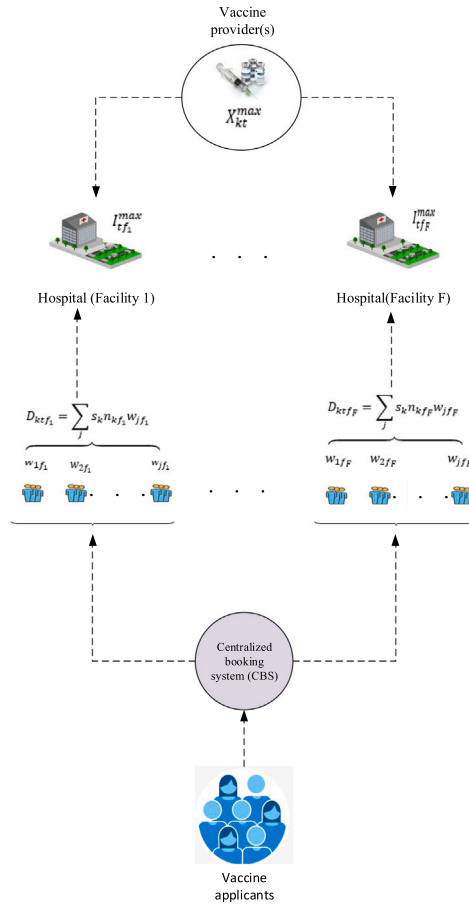 Vaccine
provider(s)
X_{kt}^{max}
I_{tf_1}^{max}
I_{tf_F}^{max}
. . .
Hospital (Facility 1)
Hospital(Facility F)
D_{ktf_1} = \sum_j s_k n_{kf_1} w_{jf_1}
D_{ktf_F} = \sum_j s_k n_{kf_F} w_{jf_F}
w_{1f_1} w_{2f_1} w_{jf_1}
w_{1f_F} w_{2f_F} w_{jf_F}
. . . . . . . . .
Centralized
booking
system (CBS)
Vaccine
applicants